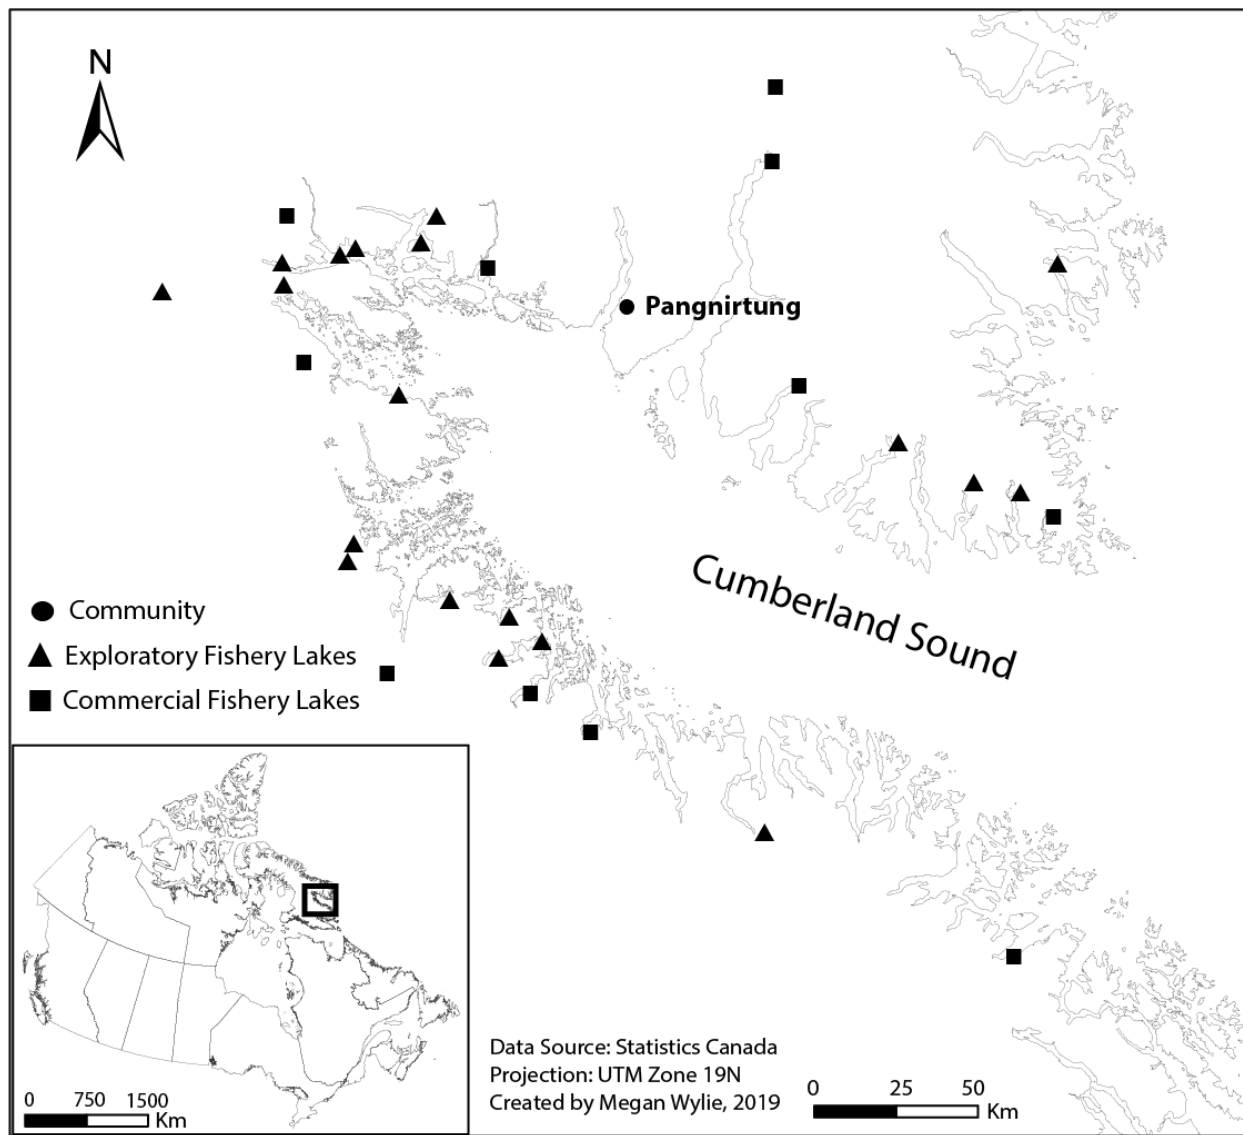 N
Pangnirtung
Cumberland Sound
Community
Exploratory Fishery Lakes
Commercial Fishery Lakes
0 750 1500
Km
Data Source: Statistics Canada
Projection: UTM Zone 19N
Created by Megan Wylie, 2019
0 25 50
Km